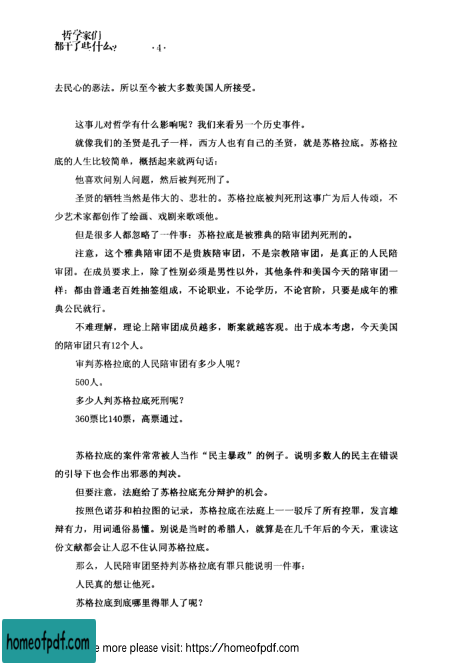 哲学家们
都干了些什么?
·4·
去民心的恶法。所以至今被大多数美国人所接受。
这事儿对哲学有什么影响呢？我们来看另一个历史事件。
就像我们的圣贤是孔子一样，西方人也有自己的圣贤，就是苏格拉底。苏格拉
底的人生比较简单，概括起来就两句话：
他喜欢问别人问题，然后被判死刑了。
圣贤的牺牲当然是伟大的、悲壮的。苏格拉底被判死刑这事广为后人传颂，不
少艺术家都创作了绘画、戏剧来歌颂他。
但是很多人都忽略了一件事：苏格拉底是被雅典的陪审团判死刑的。
注意，这个雅典陪审团不是贵族陪审团，不是宗教陪审团，是真正的人民陪
审团。在成员要求上，除了性别必须是男性以外，其他条件和美国今天的陪审团一
样：都由普通老百姓抽签组成，不论职业，不论学历，不论官阶，只要是成年的雅
典公民就行。
不难理解，理论上陪审团成员越多，断案就越客观。出于成本考虑，今天美国
的陪审团只有12个人。
审判苏格拉底的人民陪审团有多少人呢？
500人。
多少人判苏格拉底死刑呢？
360票比140票，高票通过。
苏格拉底的案件常常被人当作“民主暴政”的例子。说明多数人的民主在错误
的引导下也会作出邪恶的判决。
但要注意，法庭给了苏格拉底充分辩护的机会。
按照色诺芬和柏拉图的记录，苏格拉底在法庭上——驳斥了所有控罪，发言雄
辩有力，用词通俗易懂。别说是当时的希腊人，就算是在几千年后的今天，重读这
份文献都会让人忍不住认同苏格拉底。
那么，人民陪审团坚持判苏格拉底有罪只能说明一件事：
人民真的想让他死。
苏格拉底到底哪里得罪人了呢？
homeofpdf.com
e more please visit: https://homeofpdf.com